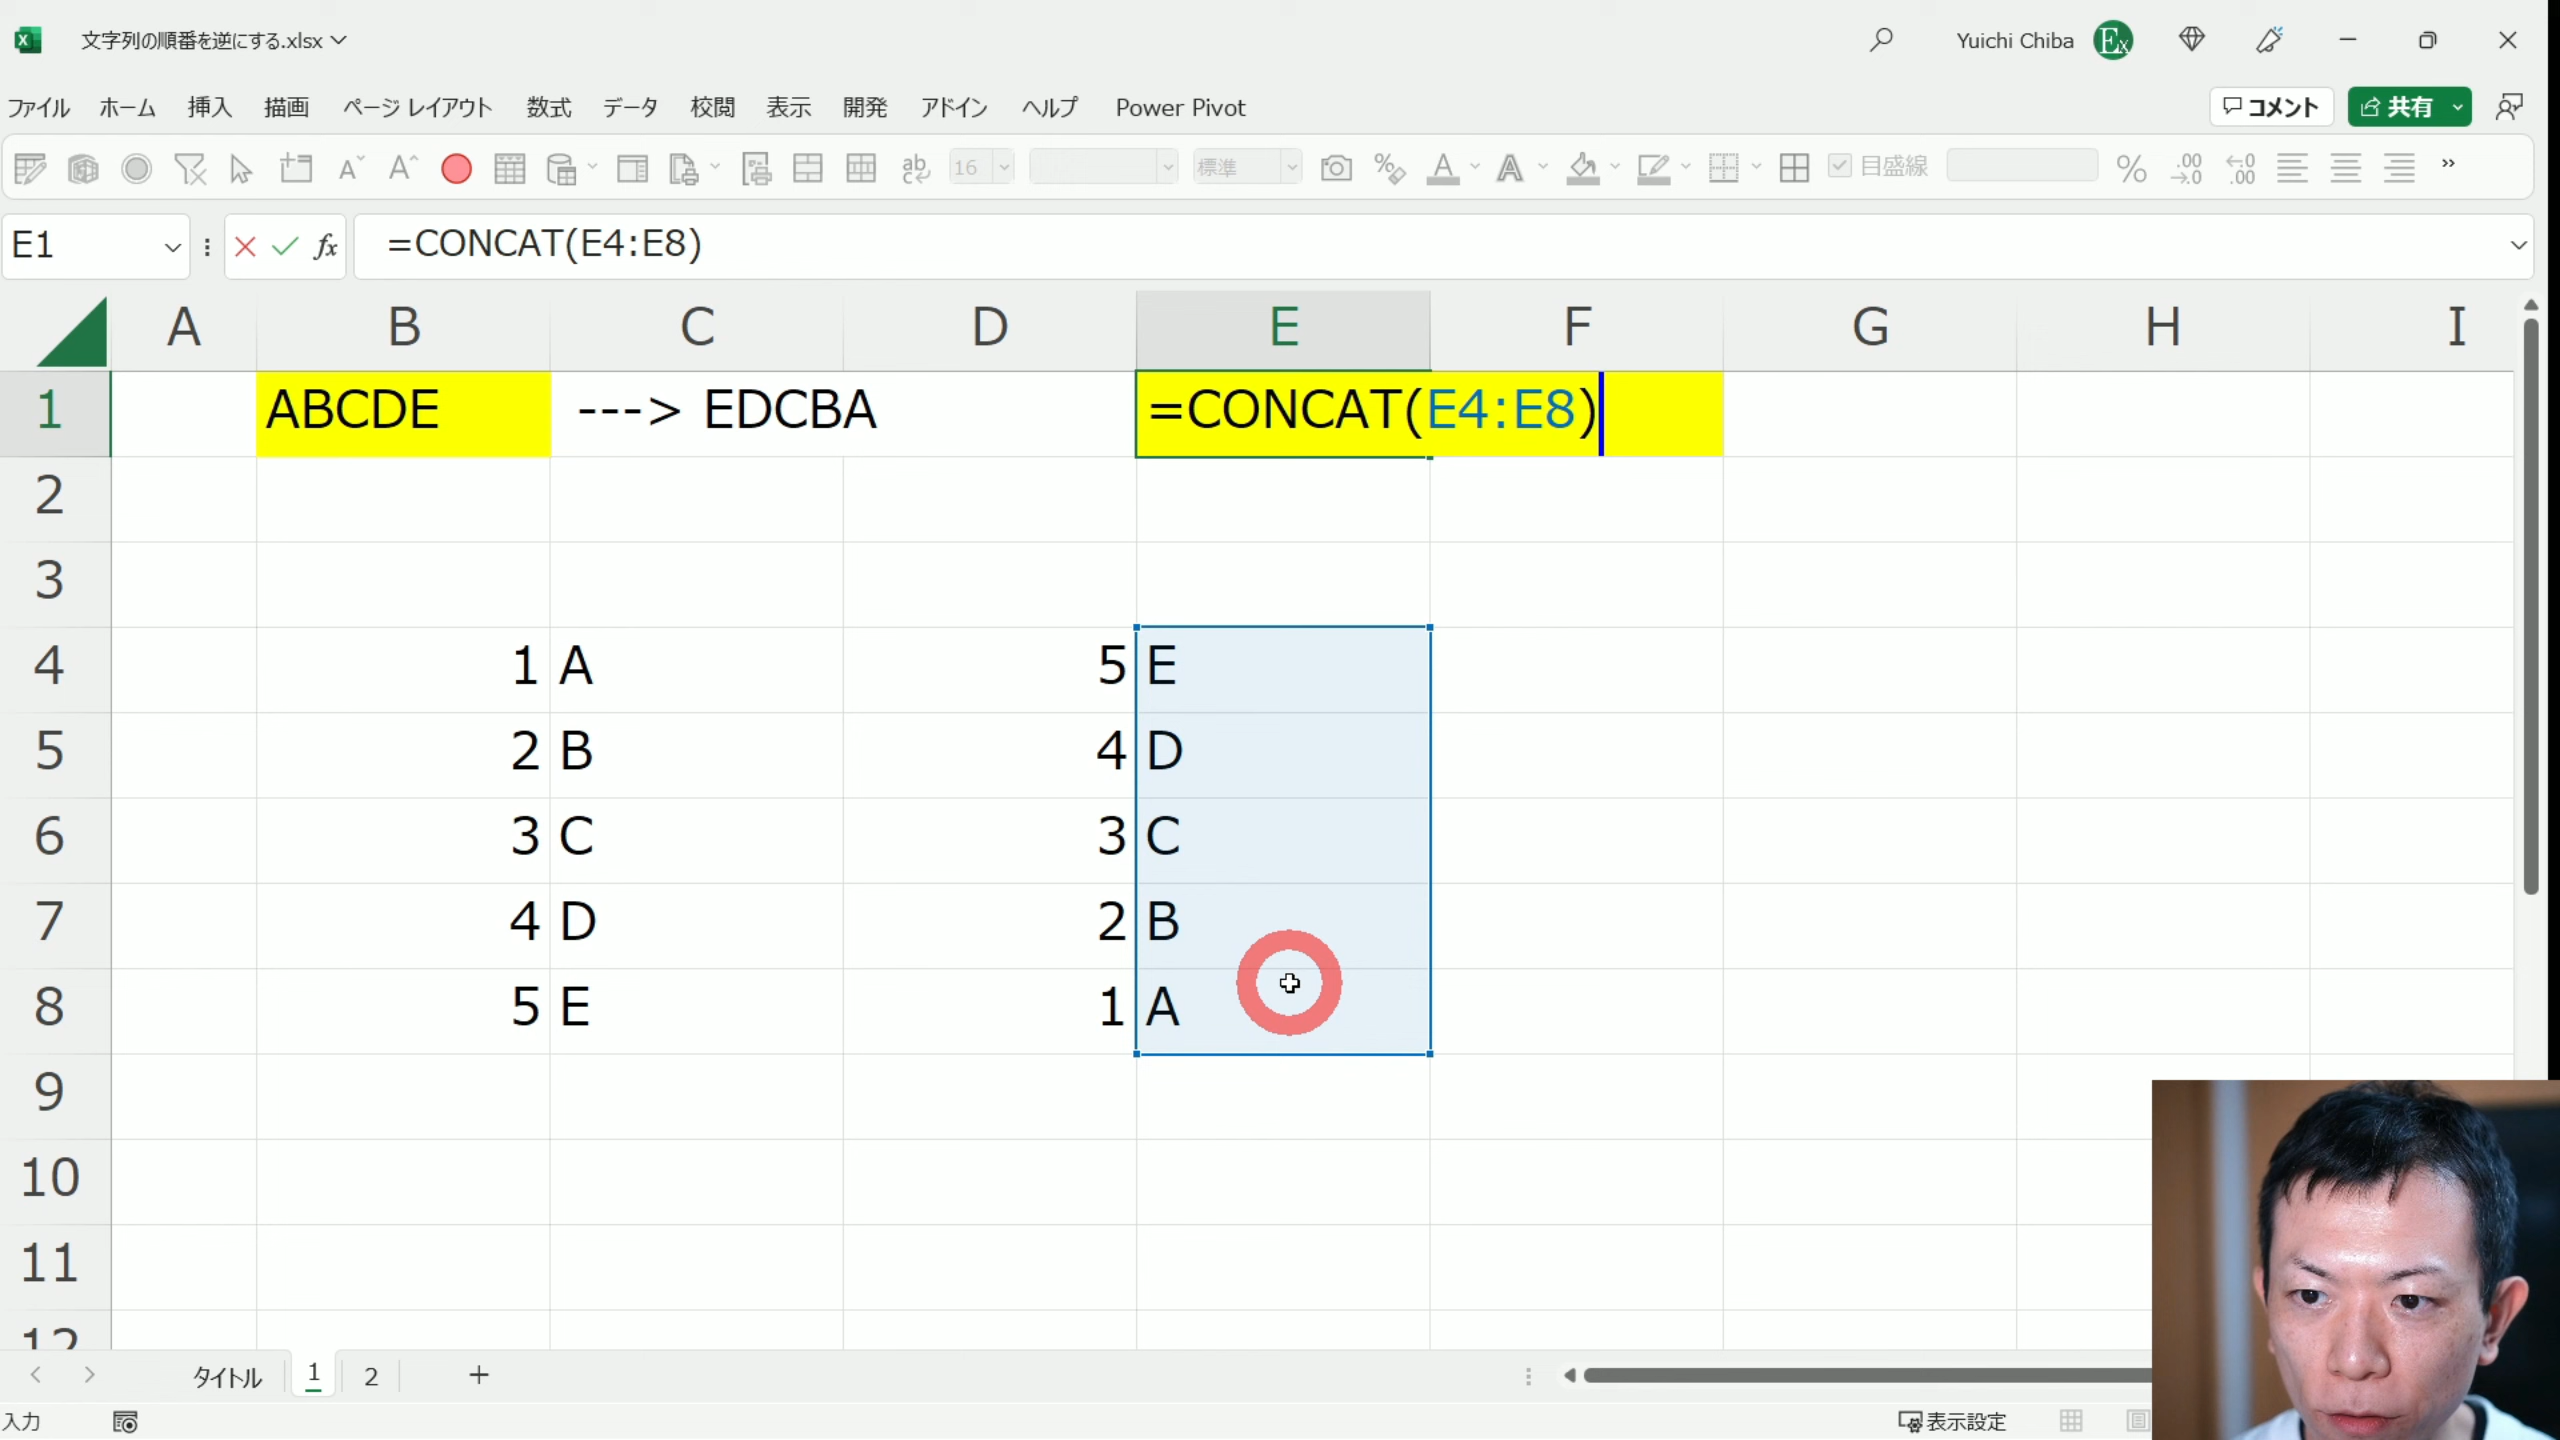 文字列の順番を逆にする.xlsx
Yuichi Chiba
Ex
ファイル ホーム 挿入 描画 ページ レイアウト 数式 データ 校閲 表示 開発 アドイン ヘルプ Power Pivot
コメント 共有
16 標準 目盛線
E1 fx =CONCAT(E4:E8)
A B C D E F G H I
1 ABCDE ---> EDCBA =CONCAT(E4:E8)
2
3
4 1 A 5 E
5 2 B 4 D
6 3 C 3 C
7 4 D 2 B
8 5 E 1 A
9
10
11
12
タイトル 1 2 +
入力 表示設定